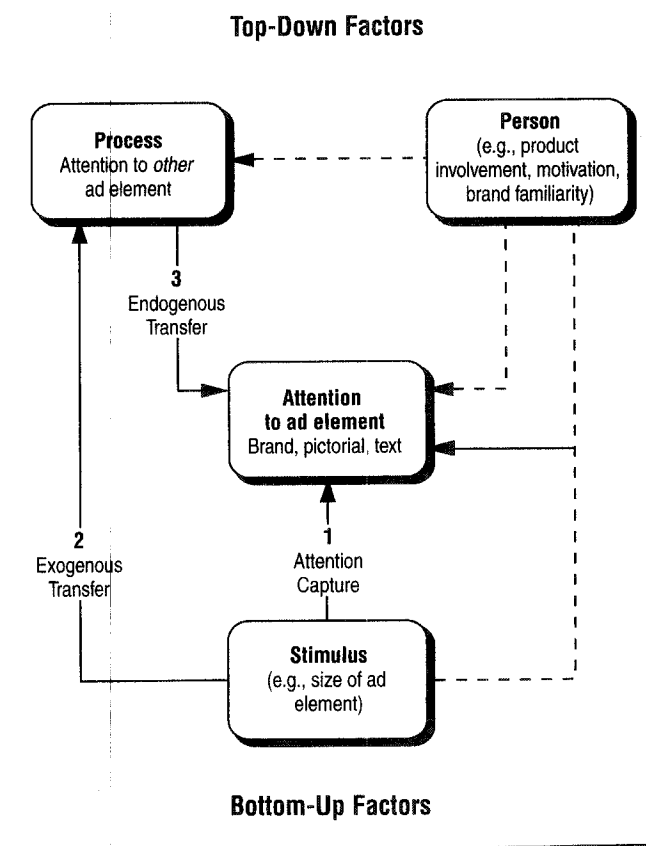 Top-Down Factors
Process
Attention to other
ad element
Person
(e.g., product
involvement, motivation,
brand familiarity)
3
Endogenous
Transfer
Attention
to ad element
Brand, pictorial, text
2
Exogenous
Transfer
1
Attention
Capture
Stimulus
(e.g., size of ad
element)
Bottom-Up Factors